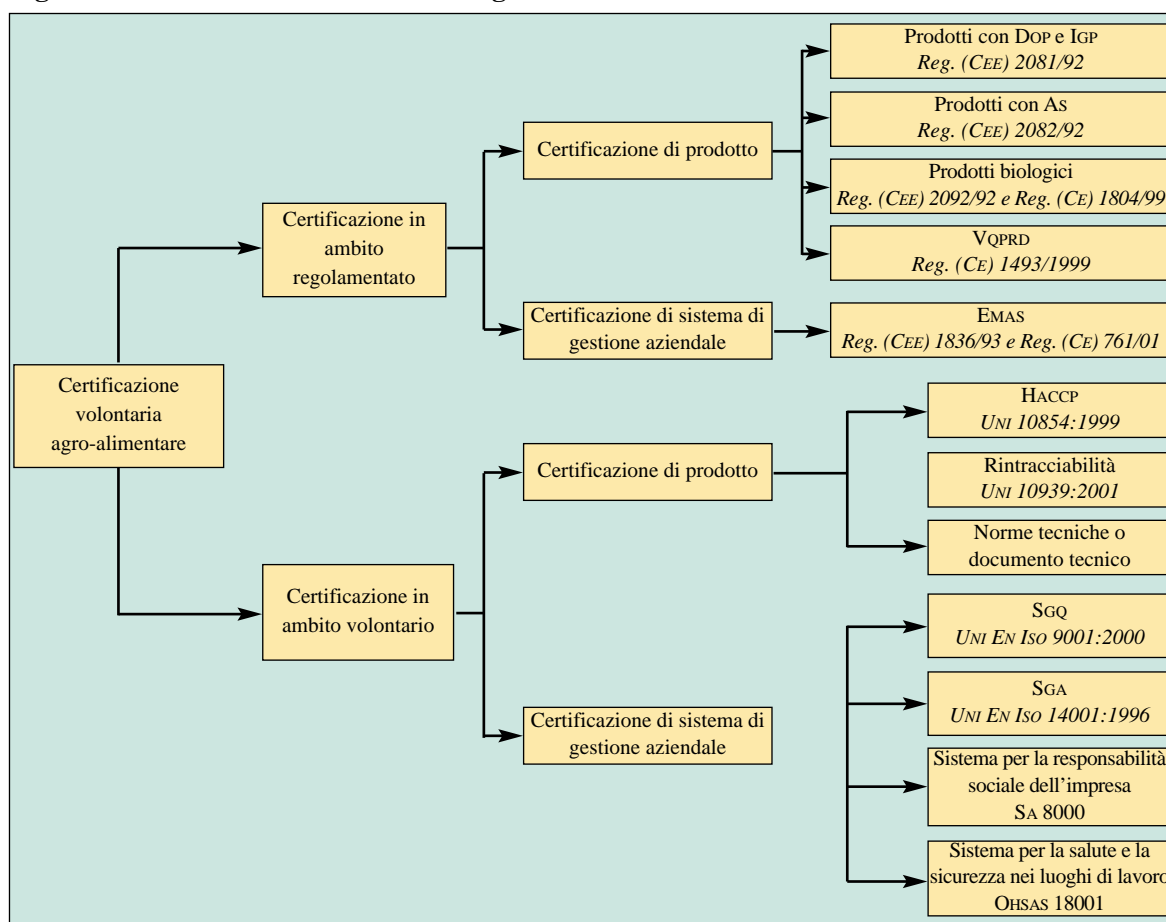 Prodotti con DOP e IGP
Reg. (CEE) 2081/92
Prodotti con AS
Reg. (CEE) 2082/92
Certificazione di prodotto
Prodotti biologici
Reg. (CEE) 2092/92 e Reg. (CE) 1804/99
Certificazione in
ambito
regolamentato
VQPRD
Reg. (CE) 1493/1999
Certificazione di sistema di
gestione aziendale
EMAS
Reg. (CEE) 1836/93 e Reg. (CE) 761/01
Certificazione
volontaria
agro-alimentare
HACCP
UNI 10854:1999
Certificazione di prodotto
Rintracciabilità
UNI 10939:2001
Norme tecniche o
documento tecnico
Certificazione in
ambito volontario
SGQ
UNI EN ISO 9001:2000
SGA
UNI EN ISO 14001:1996
Certificazione di sistema di
gestione aziendale
Sistema per la responsabilità
sociale dell'impresa
SA 8000
Sistema per la salute e la
sicurezza nei luoghi di lavoro
OHSAS 18001